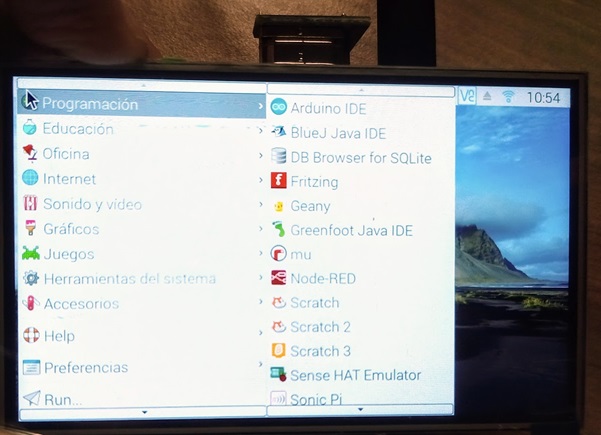 Programación
Educación
Oficina
Internet
Sonido y vídeo
Gráficos
Juegos
Herramientas del sistema
Accesorios
Help
Preferencias
Run...
Arduino IDE
BlueJ Java IDE
DB Browser for SQLite
Fritzing
Geany
Greenfoot Java IDE
mu
Node-RED
Scratch
Scratch 2
Scratch 3
Sense HAT Emulator
Sonic Pi
10:54